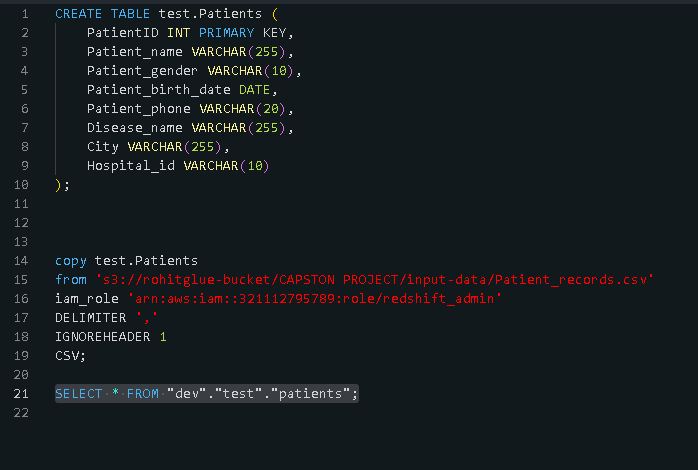 1 CREATE TABLE test.Patients (
2 PatientID INT PRIMARY KEY,
3 Patient_name VARCHAR(255),
4 Patient_gender VARCHAR(10),
5 Patient_birth_date DATE,
6 Patient_phone VARCHAR(20),
7 Disease_name VARCHAR(255),
8 City VARCHAR(255),
9 Hospital_id VARCHAR(10)
10 );
11
12
13
14 copy test.Patients
15 from 's3://rohitglue-bucket/CAPSTON PROJECT/input-data/Patient_records.csv'
16 iam_role 'arn:aws:iam::321112795789:role/redshift_admin'
17 DELIMITER ','
18 IGNOREHEADER 1
19 CSV;
20
21 SELECT * FROM "dev"."test"."patients";
22